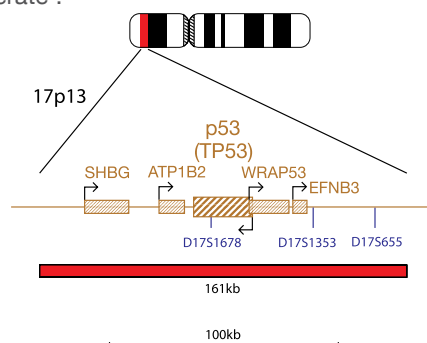 17p13
p53
(TP53)
SHBG
ATP1B2
WRAP53
EFNB3
D17S1678
D17S1353
D17S655
161kb
100kb